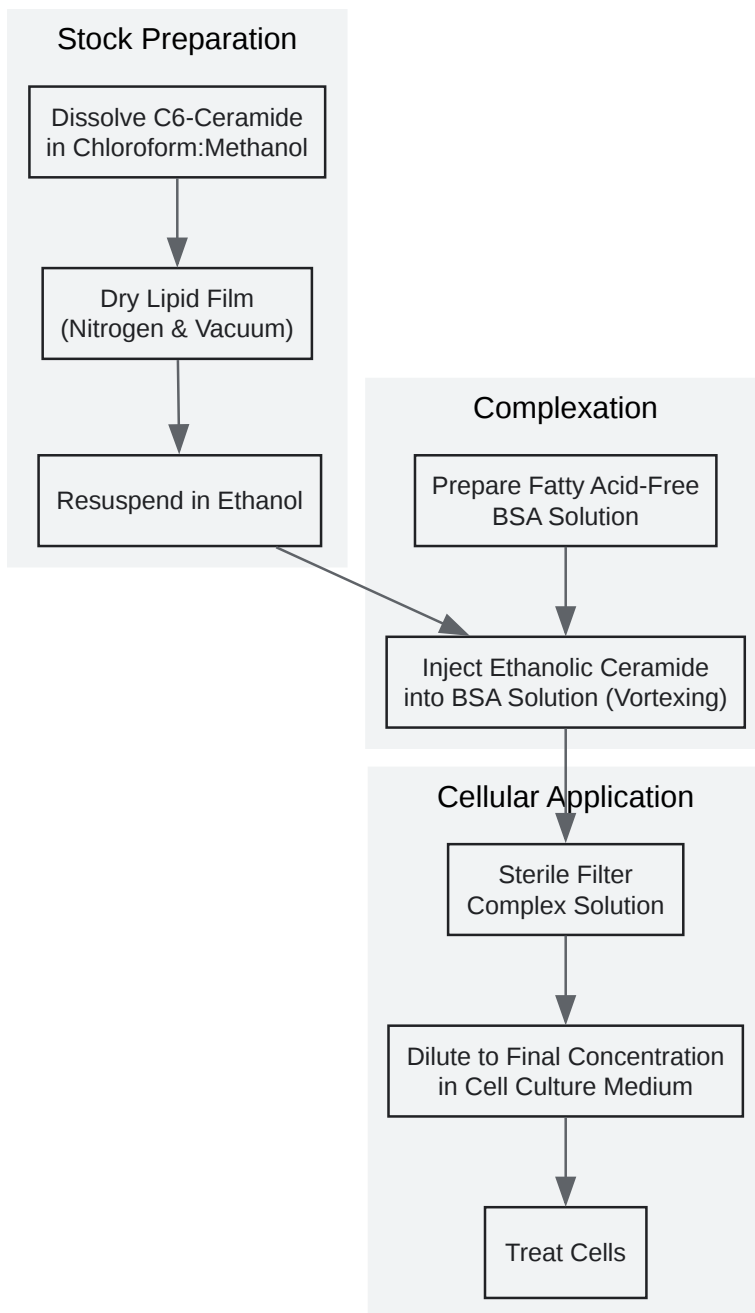 Stock Preparation
Dissolve C6-Ceramide
in Chloroform:Methanol
Dry Lipid Film
(Nitrogen & Vacuum)
Resuspend in Ethanol
Complexation
Prepare Fatty Acid-Free
BSA Solution
Inject Ethanolic Ceramide
into BSA Solution (Vortexing)
Cellular Application
Sterile Filter
Complex Solution
Dilute to Final Concentration
in Cell Culture Medium
Treat Cells